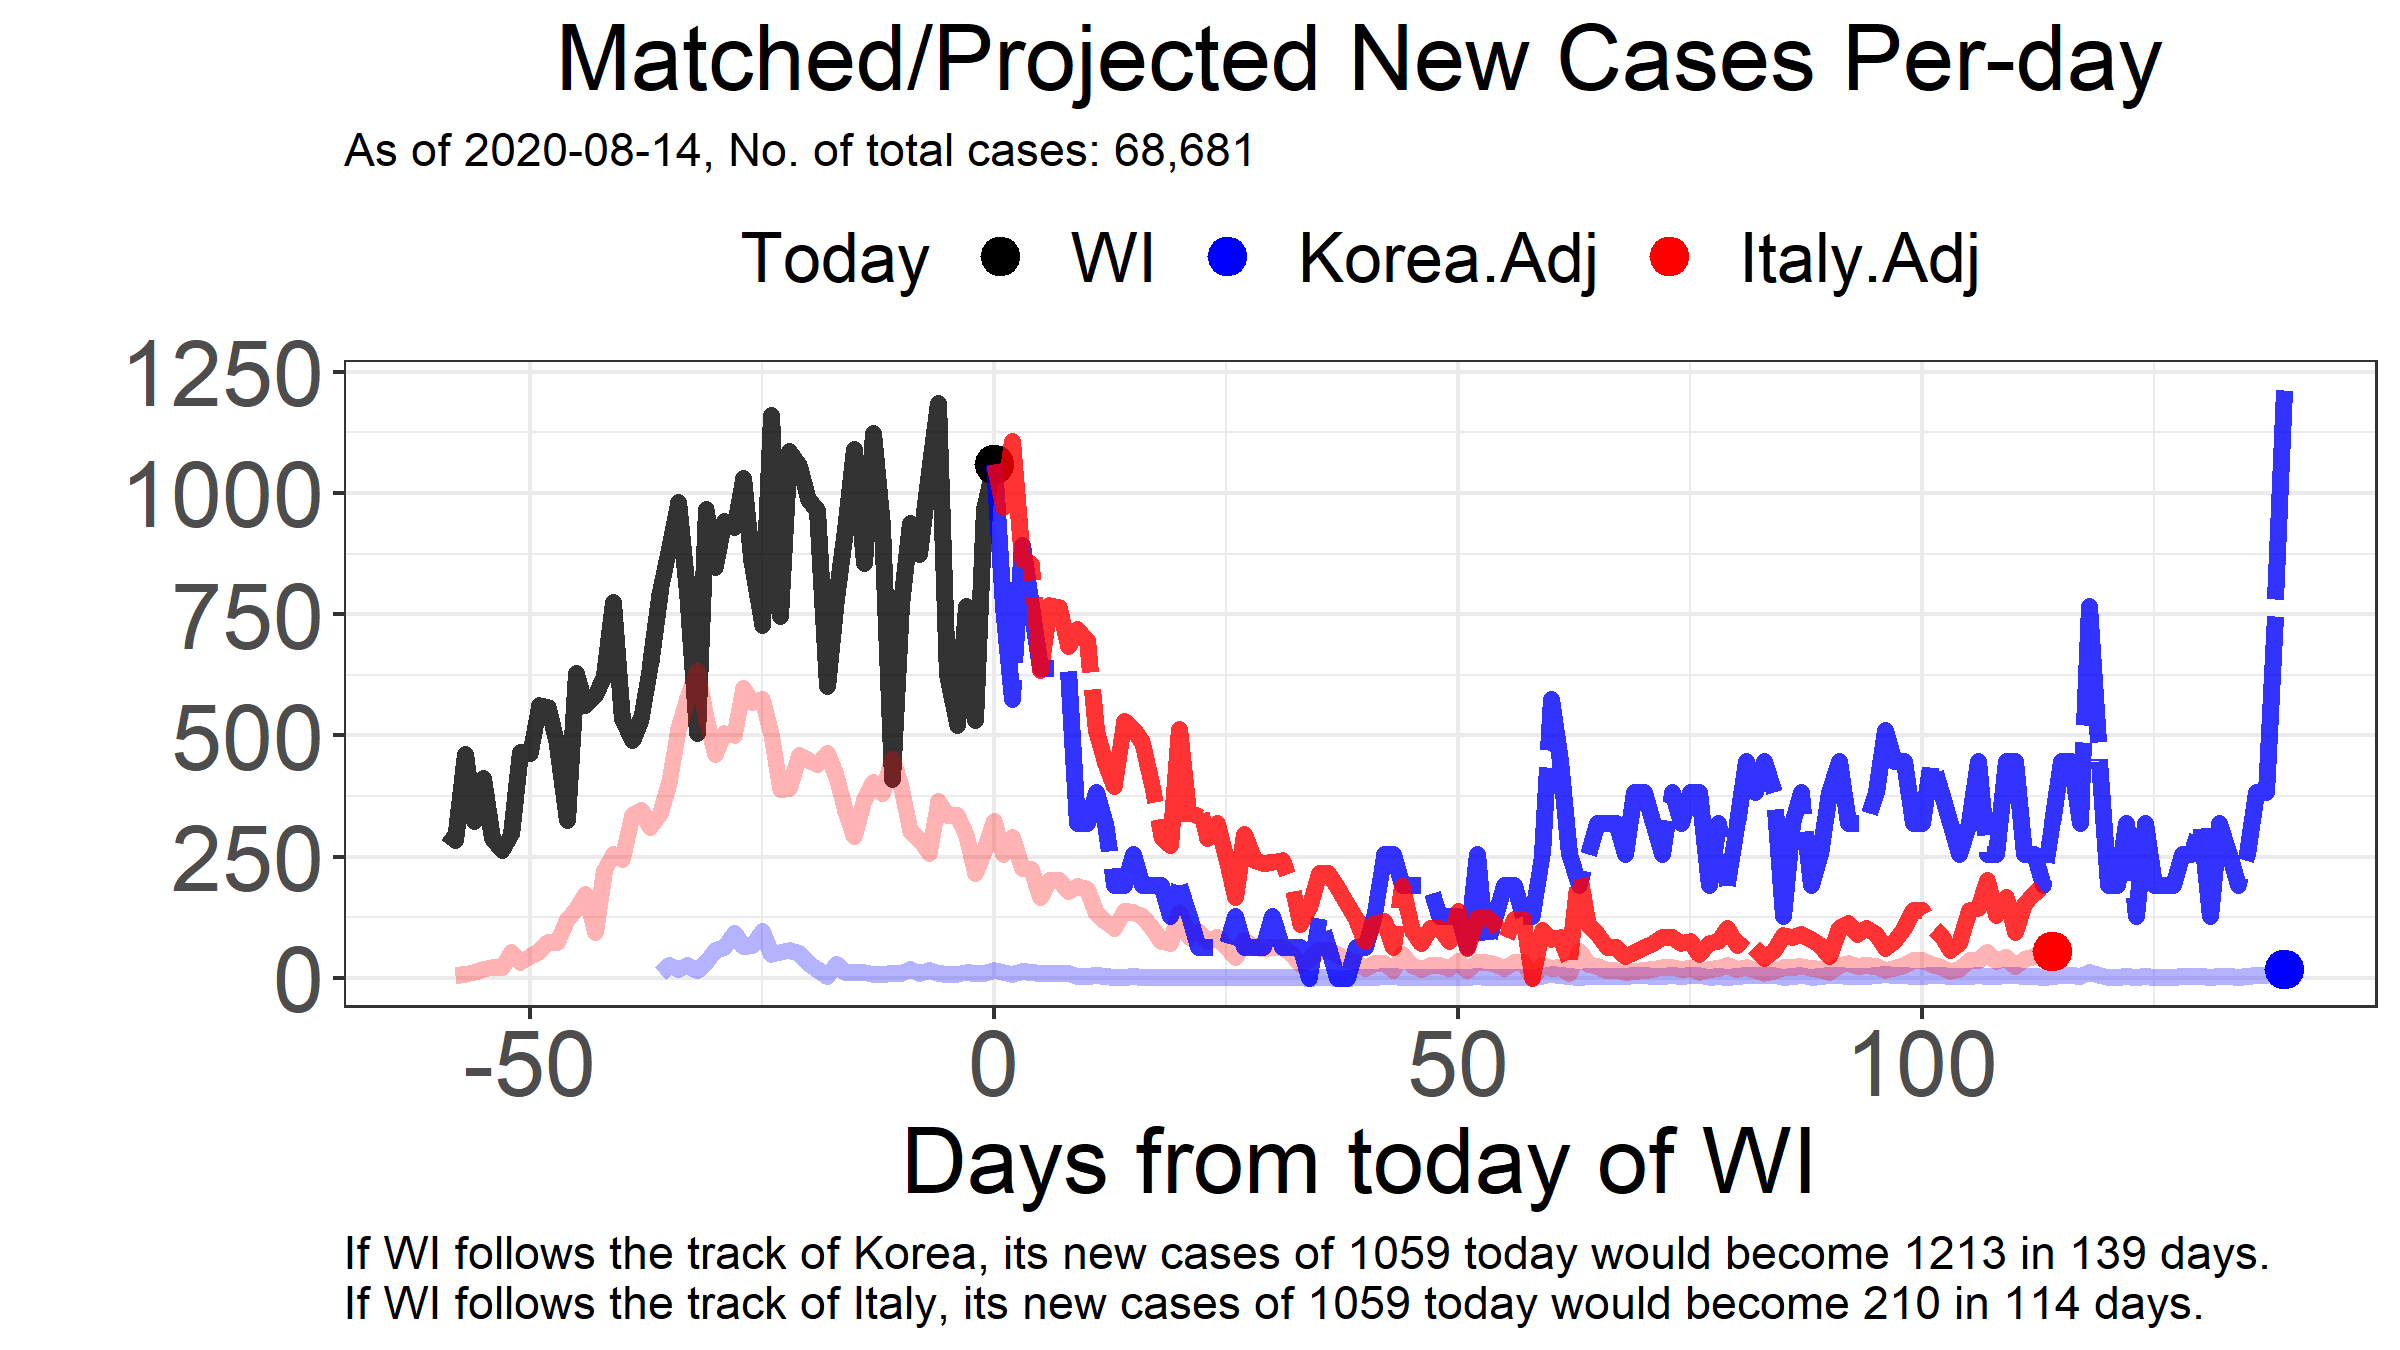 Matched/Projected New Cases Per-day
As of 2020-08-14, No. of total cases: 68,681
Today WI Korea.Adj Italy.Adj
1250
1000
750
500
250
0
-50 0 50 100
Days from today of WI
If WI follows the track of Korea, its new cases of 1059 today would become 1213 in 139 days.
If WI follows the track of Italy, its new cases of 1059 today would become 210 in 114 days.